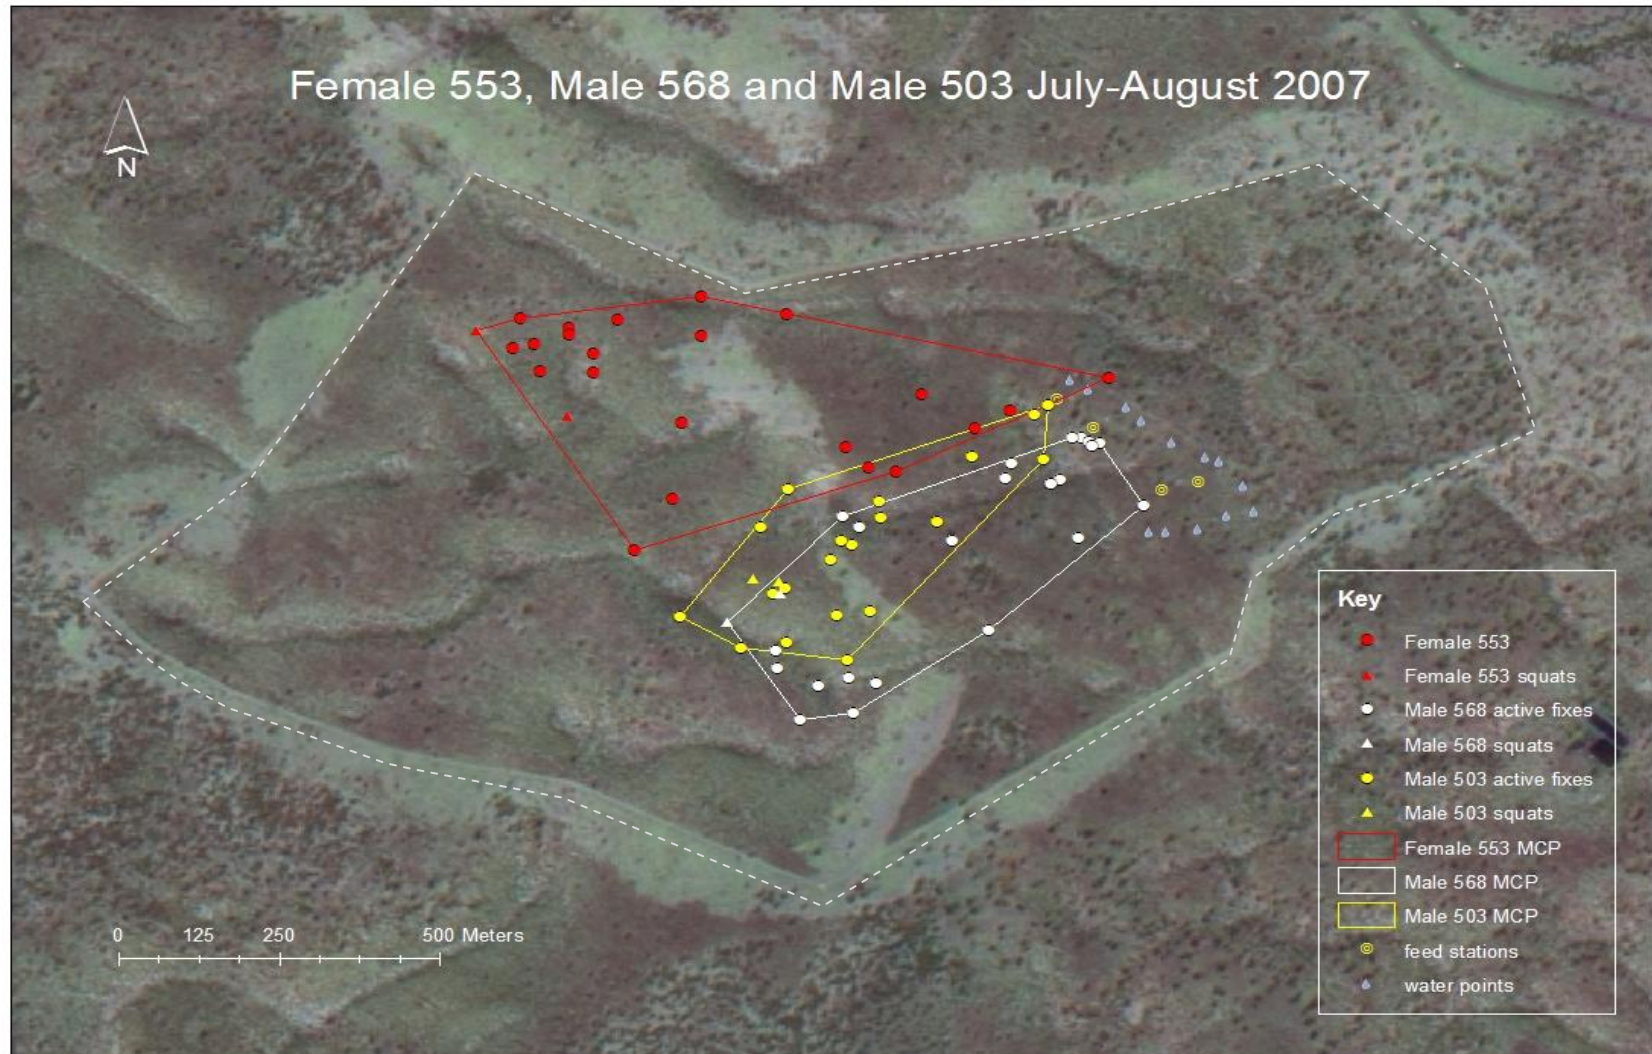 Female 553, Male 568 and Male 503 July-August 2007
N
Key
Female 553
Female 553 squats
Male 568 active fixes
Male 568 squats
Male 503 active fixes
Male 503 squats
Female 553 MCP
Male 568 MCP
Male 503 MCP
feed stations
water points
0 125 250 500 Meters